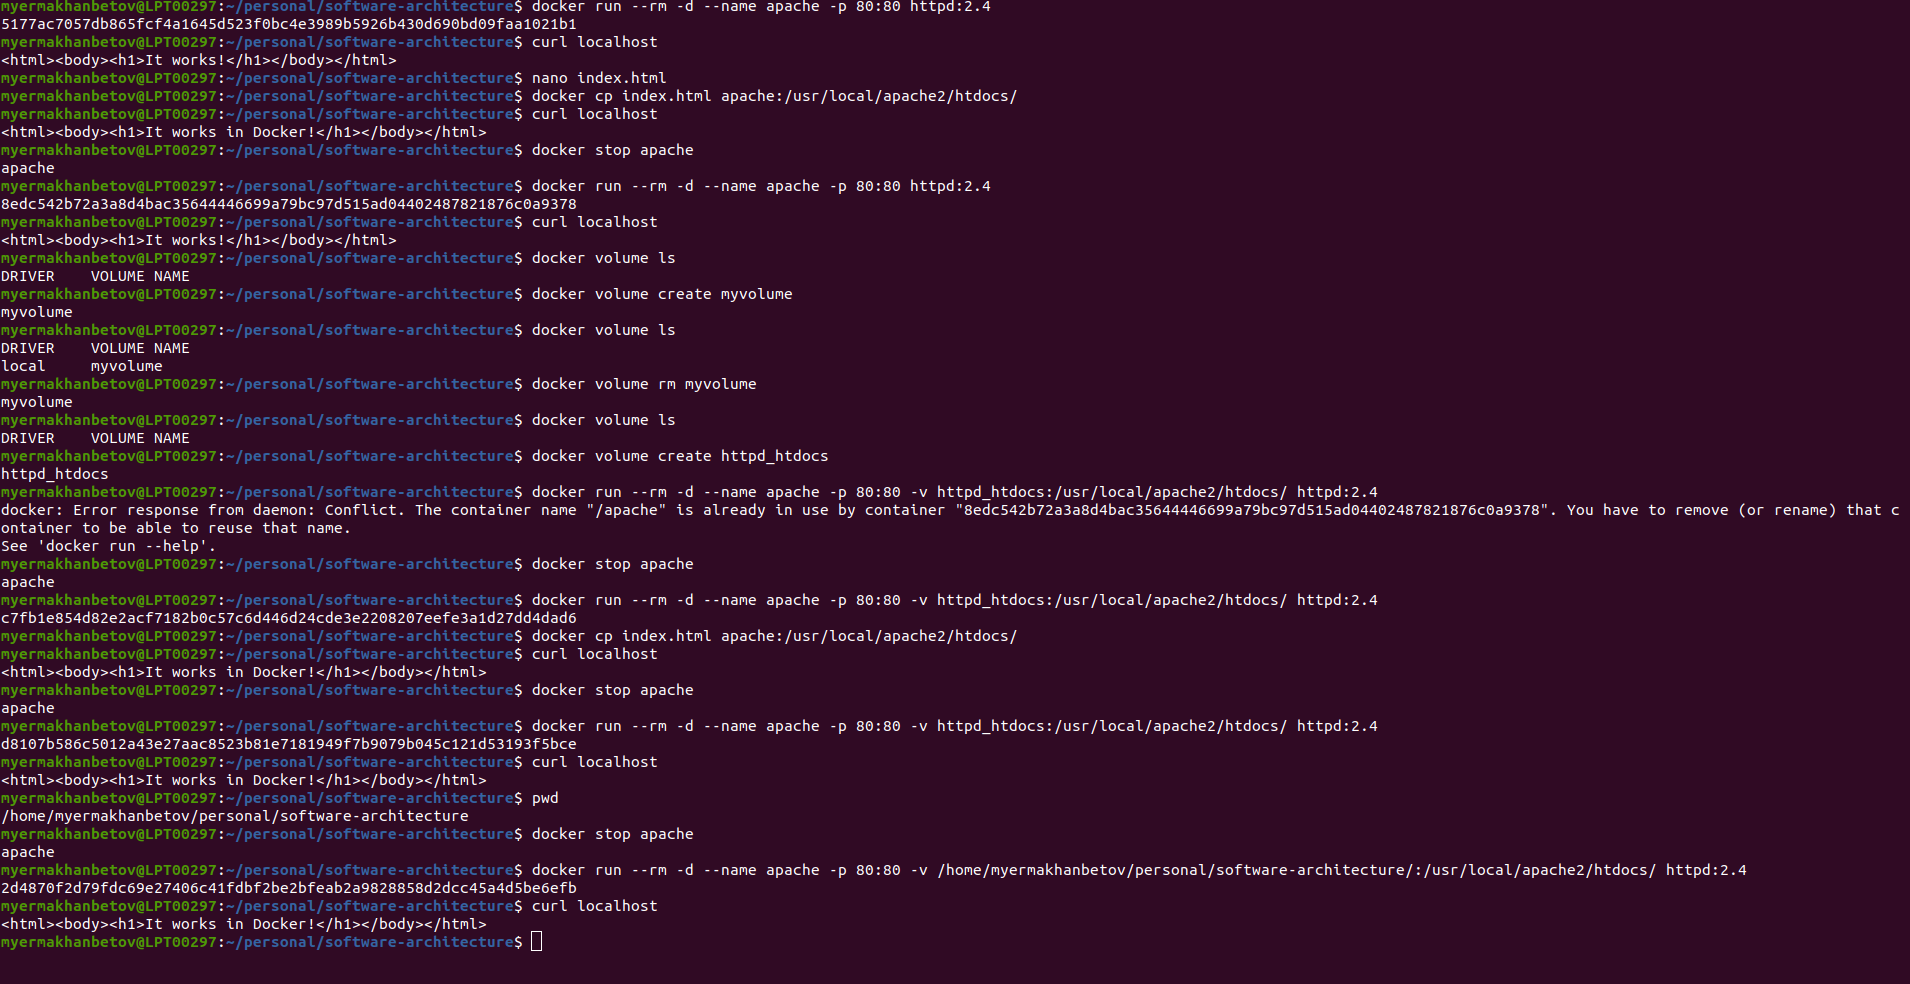 myermakhanbetov@LPT00297:~/personal/software-architecture$ docker run --rm -d --name apache -p 80:80 httpd:2.4
5177ac7057db865fcf4a1645d523f0bc4e3989b5926b430d690bd09faa1021b1
myermakhanbetov@LPT00297:~/personal/software-architecture$ curl localhost
<html><body><h1>It works!</h1></body></html>
myermakhanbetov@LPT00297:~/personal/software-architecture$ nano index.html
myermakhanbetov@LPT00297:~/personal/software-architecture$ docker cp index.html apache:/usr/local/apache2/htdocs/
myermakhanbetov@LPT00297:~/personal/software-architecture$ curl localhost
<html><body><h1>It works in Docker!</h1></body></html>
myermakhanbetov@LPT00297:~/personal/software-architecture$ docker stop apache
apache
myermakhanbetov@LPT00297:~/personal/software-architecture$ docker run --rm -d --name apache -p 80:80 httpd:2.4
8edc542b72a3a8d4bac35644446699a79bc97d515ad04402487821876c0a9378
myermakhanbetov@LPT00297:~/personal/software-architecture$ curl localhost
<html><body><h1>It works!</h1></body></html>
myermakhanbetov@LPT00297:~/personal/software-architecture$ docker volume ls
DRIVER    VOLUME NAME
myermakhanbetov@LPT00297:~/personal/software-architecture$ docker volume create myvolume
myvolume
myermakhanbetov@LPT00297:~/personal/software-architecture$ docker volume ls
DRIVER    VOLUME NAME
local     myvolume
myermakhanbetov@LPT00297:~/personal/software-architecture$ docker volume rm myvolume
myvolume
myermakhanbetov@LPT00297:~/personal/software-architecture$ docker volume ls
DRIVER    VOLUME NAME
myermakhanbetov@LPT00297:~/personal/software-architecture$ docker volume create httpd_htdocs
httpd_htdocs
myermakhanbetov@LPT00297:~/personal/software-architecture$ docker run --rm -d --name apache -p 80:80 -v httpd_htdocs:/usr/local/apache2/htdocs/ httpd:2.4
docker: Error response from daemon: Conflict. The container name "/apache" is already in use by container "8edc542b72a3a8d4bac35644446699a79bc97d515ad04402487821876c0a9378". You have to remove (or rename) that c
ontainer to be able to reuse that name.
See 'docker run --help'.
myermakhanbetov@LPT00297:~/personal/software-architecture$ docker stop apache
apache
myermakhanbetov@LPT00297:~/personal/software-architecture$ docker run --rm -d --name apache -p 80:80 -v httpd_htdocs:/usr/local/apache2/htdocs/ httpd:2.4
c7fb1e854d82e2acf7182b0c57c6d446d24cde3e2208207eefe3a1d27dd4dad6
myermakhanbetov@LPT00297:~/personal/software-architecture$ docker cp index.html apache:/usr/local/apache2/htdocs/
myermakhanbetov@LPT00297:~/personal/software-architecture$ curl localhost
<html><body><h1>It works in Docker!</h1></body></html>
myermakhanbetov@LPT00297:~/personal/software-architecture$ docker stop apache
apache
myermakhanbetov@LPT00297:~/personal/software-architecture$ docker run --rm -d --name apache -p 80:80 -v httpd_htdocs:/usr/local/apache2/htdocs/ httpd:2.4
d8107b586c5012a43e27aac8523b81e7181949f7b9079b045c121d53193f5bce
myermakhanbetov@LPT00297:~/personal/software-architecture$ curl localhost
<html><body><h1>It works in Docker!</h1></body></html>
myermakhanbetov@LPT00297:~/personal/software-architecture$ pwd
/home/myermakhanbetov/personal/software-architecture
myermakhanbetov@LPT00297:~/personal/software-architecture$ docker stop apache
apache
myermakhanbetov@LPT00297:~/personal/software-architecture$ docker run --rm -d --name apache -p 80:80 -v /home/myermakhanbetov/personal/software-architecture/:/usr/local/apache2/htdocs/ httpd:2.4
2d4870f2d79fdc69e27406c41fdbf2be2bfeab2a9828858d2dcc45a4d5be6efb
myermakhanbetov@LPT00297:~/personal/software-architecture$ curl localhost
<html><body><h1>It works in Docker!</h1></body></html>
myermakhanbetov@LPT00297:~/personal/software-architecture$